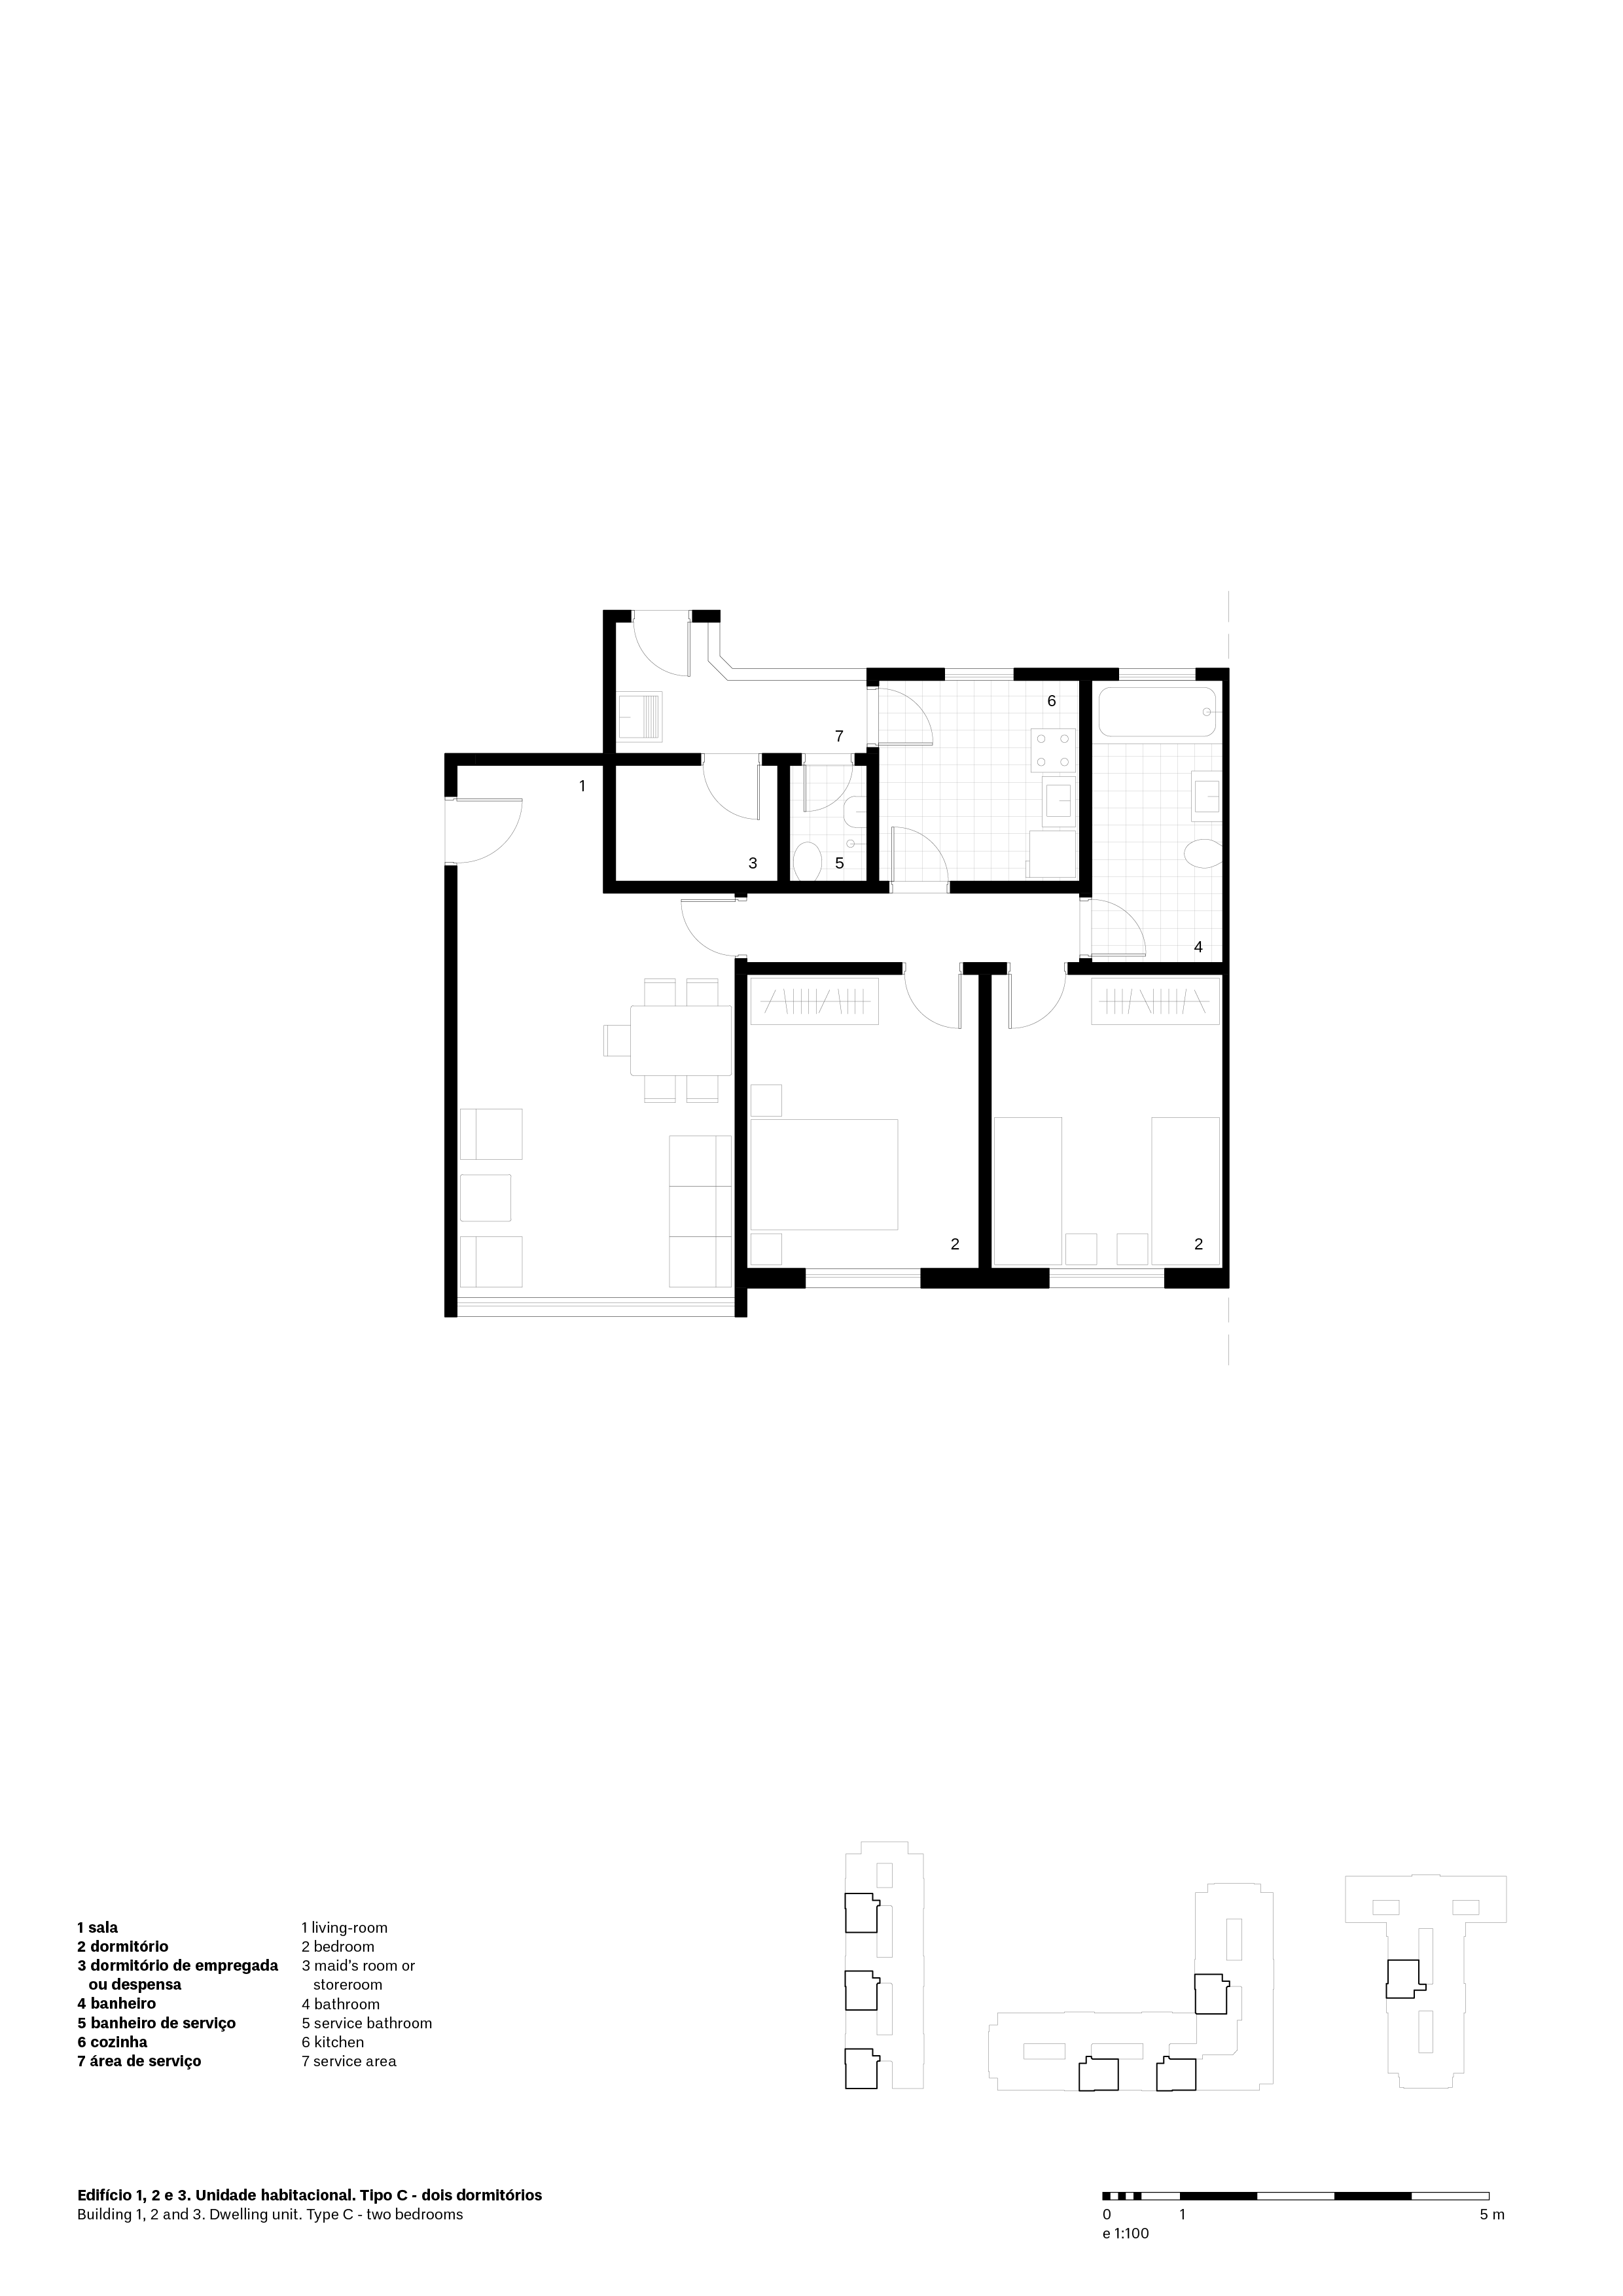 7
6
1
3
5
4
2
2
1 sala
2 dormitório
3 dormitório de empregada
ou despensa
4 banheiro
5 banheiro de serviço
6 cozinha
7 área de serviço
1 living-room
2 bedroom
3 maid's room or
storeroom
4 bathroom
5 service bathroom
6 kitchen
7 service area
Edifício 1, 2 e 3. Unidade habitacional. Tipo C - dois dormitórios
Building 1, 2 and 3. Dwelling unit. Type C - two bedrooms
0 1 5 m
e 1:100